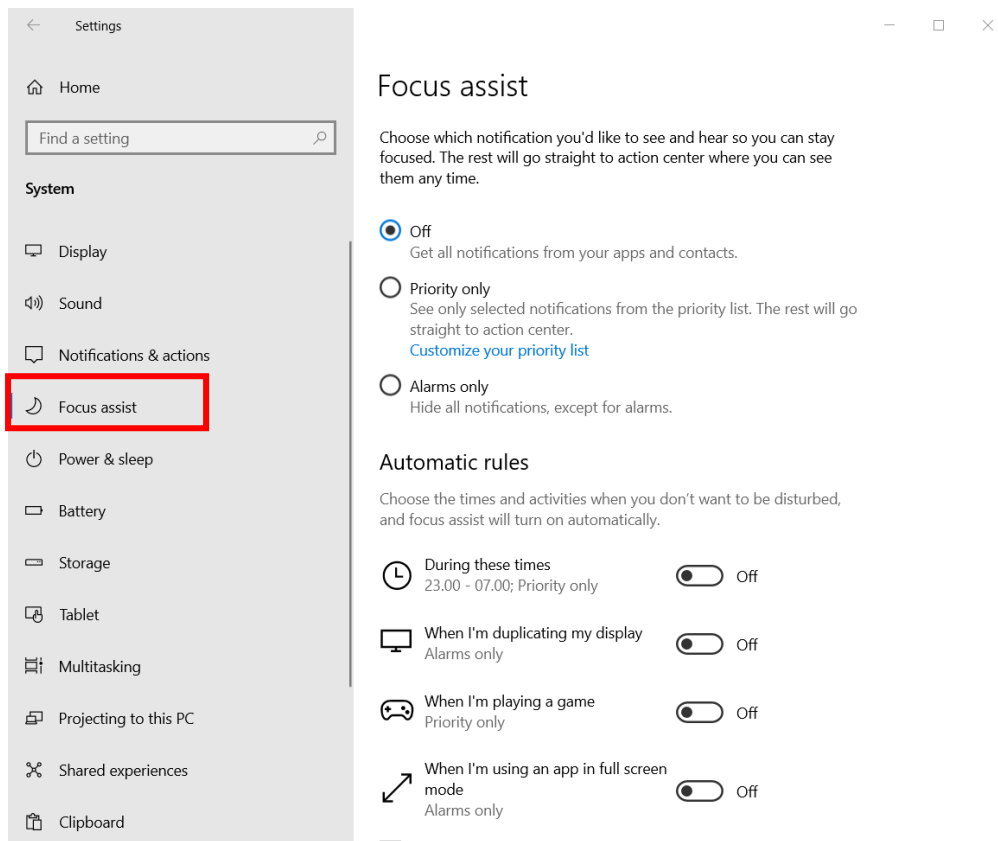 Settings
Home
Find a setting
System
Display
Sound
Notifications & actions
Focus assist
Power & sleep
Battery
Storage
Tablet
Multitasking
Projecting to this PC
Shared experiences
Clipboard
Focus assist
Choose which notification you'd like to see and hear so you can stay
focused. The rest will go straight to action center where you can see
them any time.
Off
Get all notifications from your apps and contacts.
Priority only
See only selected notifications from the priority list. The rest will go
straight to action center.
Customize your priority list
Alarms only
Hide all notifications, except for alarms.
Automatic rules
Choose the times and activities when you don't want to be disturbed,
and focus assist will turn on automatically.
During these times
23.00 - 07.00; Priority only
Off
When I'm duplicating my display
Alarms only
Off
When I'm playing a game
Priority only
Off
When I'm using an app in full screen
mode
Alarms only
Off